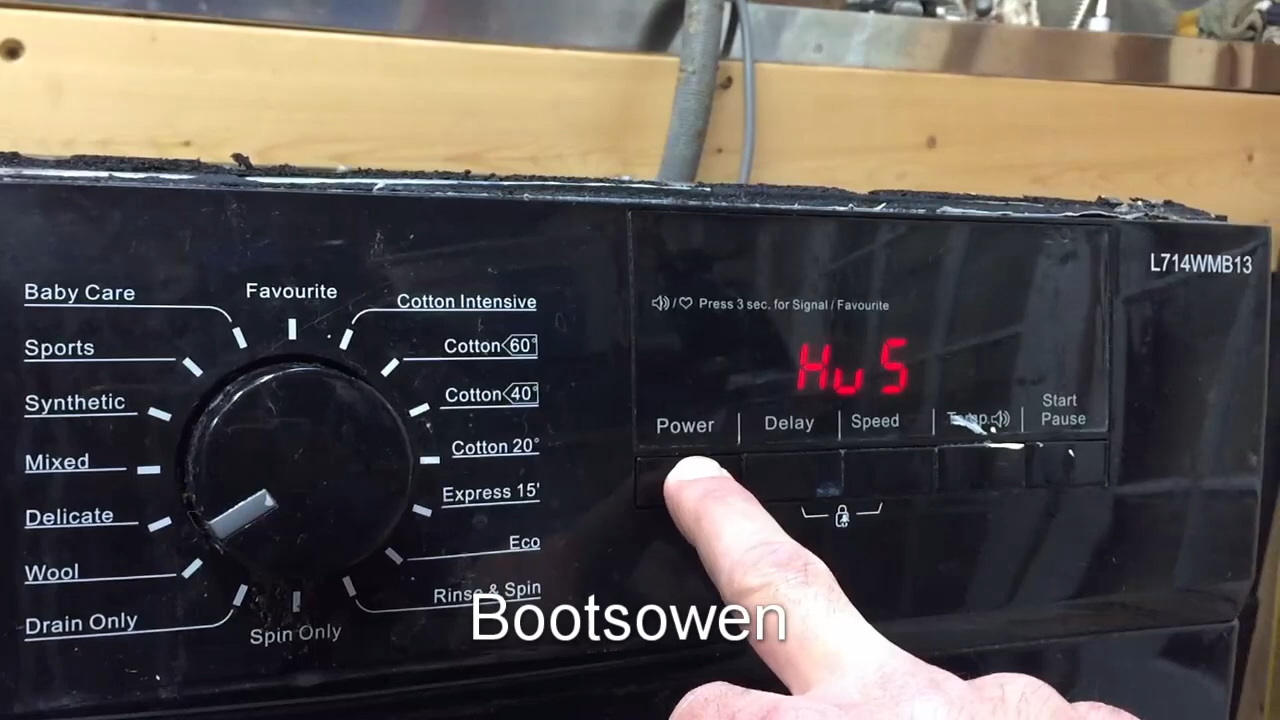 Baby Care
Favourite
Cotton Intensive
Sports
Cotton 60°
Synthetic
Cotton 40°
Mixed
Cotton 20°
Delicate
Express 15'
Wool
Eco
Drain Only
Rinse & Spin
Spin Only
L714WMB13
/ Press 3 sec. for Signal / Favourite
Hu5
Power
Delay
Speed
Temp.
Start
Pause
Bootsowen